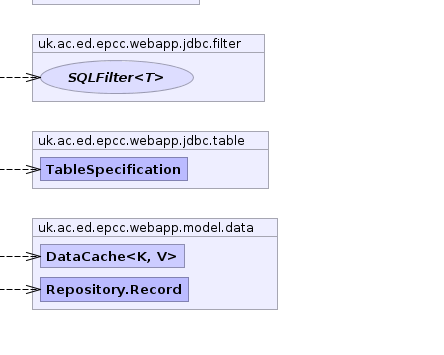 uk.ac.ed.epcc.webapp.jdbc.filter
SQLFilter<T>
uk.ac.ed.epcc.webapp.jdbc.table
TableSpecification
uk.ac.ed.epcc.webapp.model.data
DataCache<K, V>
Repository.Record